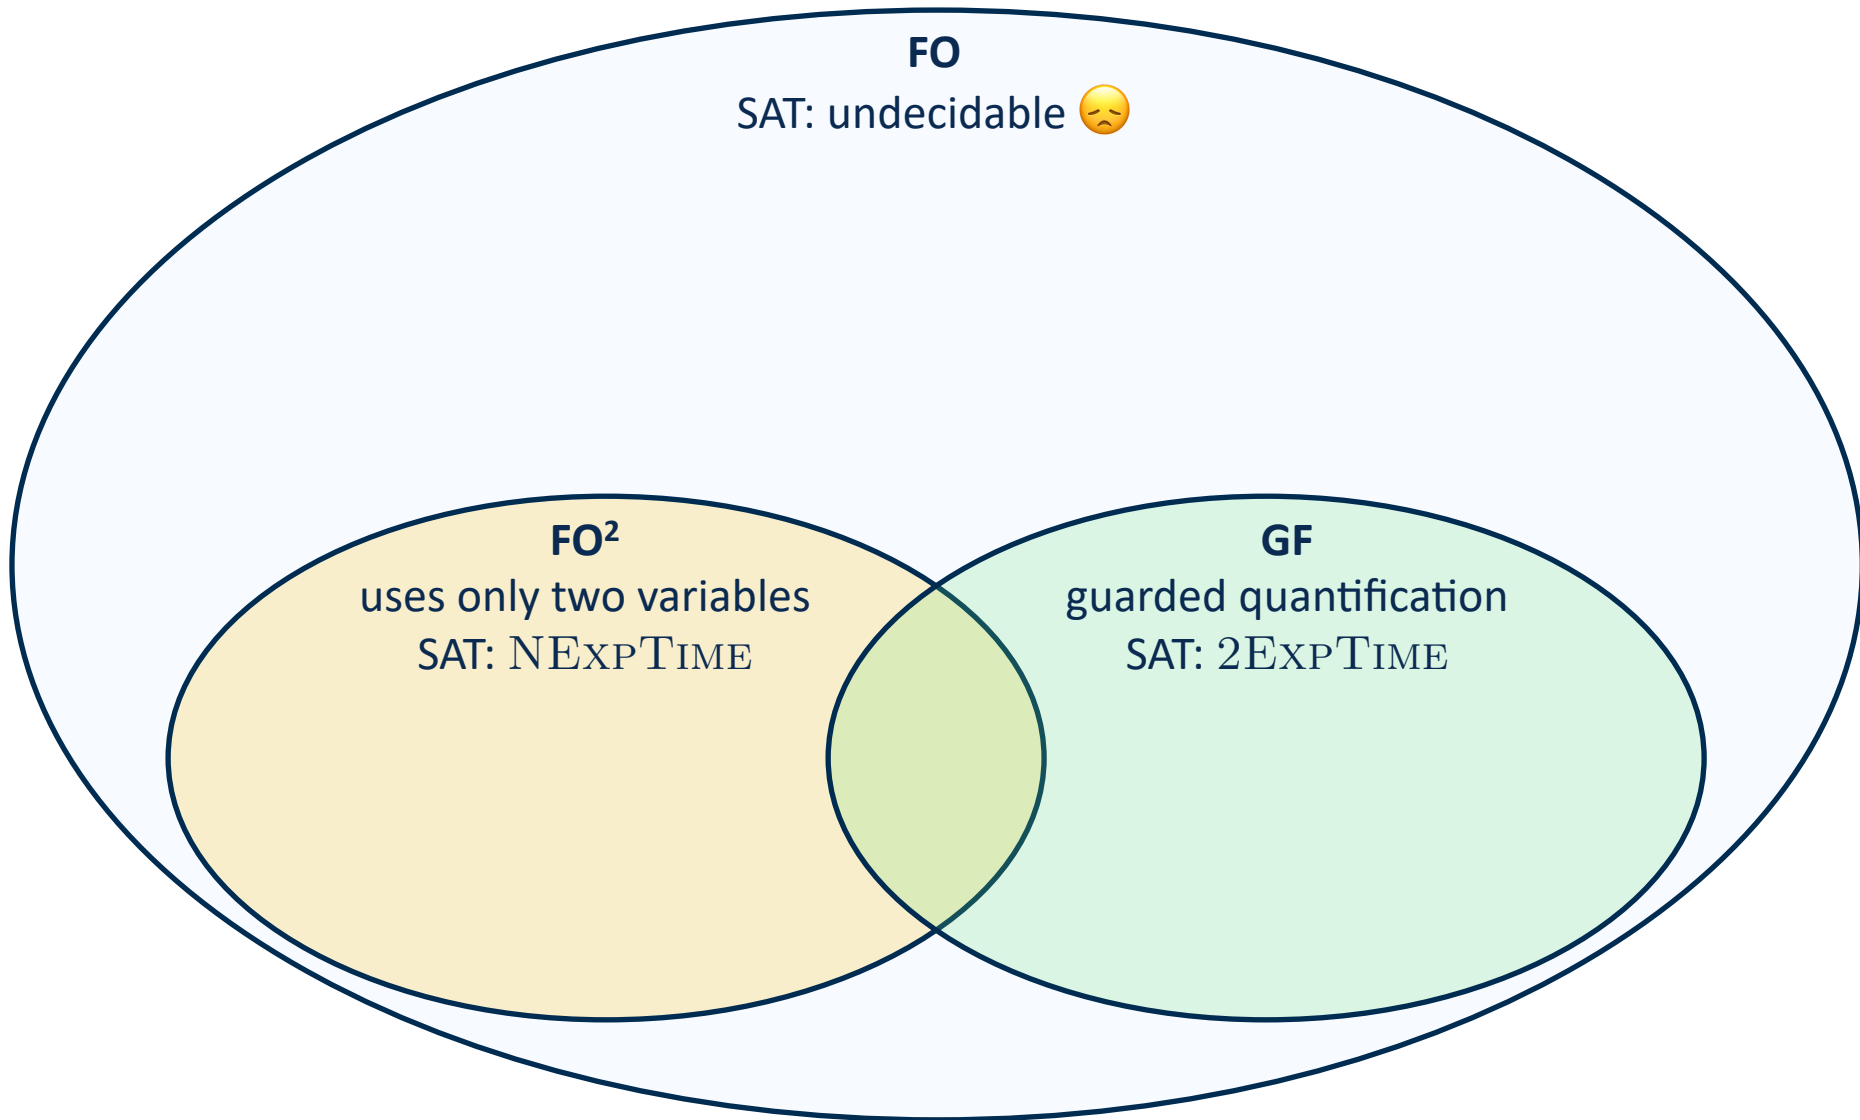 FO
SAT: undecidable 😞
FO²
uses only two variables
SAT: NExpTime
GF
guarded quantification
SAT: 2ExpTime